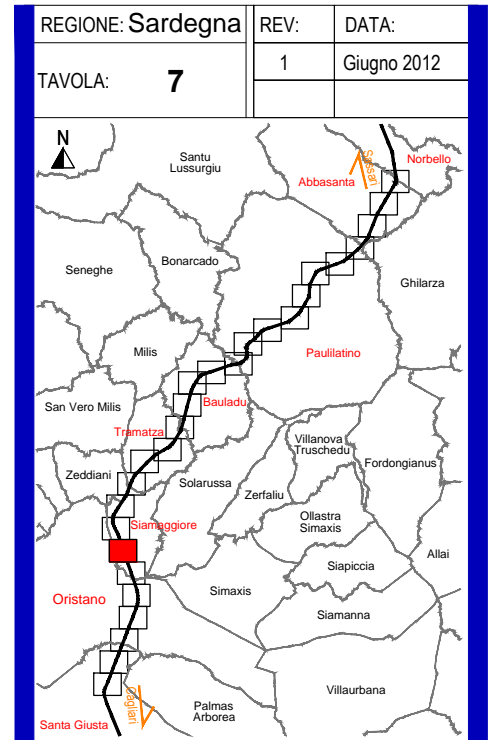 REGIONE: Sardegna
REV:
DATA:
TAVOLA: 7
1
Giugno 2012
N
Santu
Lussurgiu
Sassari
Norbello
Abbasanta
Bonarcado
Seneghe
Ghilarza
Milis
Paulilatino
San Vero Milis
Bauladu
Tramatza
Villanova
Truschedu
Zeddiani
Solarussa
Fordongianus
Zerfaliu
Ollastra
Simaxis
Siamaggiore
Allai
Siapiccia
Simaxis
Oristano
Siamanna
Villaurbana
Cagliari
Palmas
Arborea
Santa Giusta